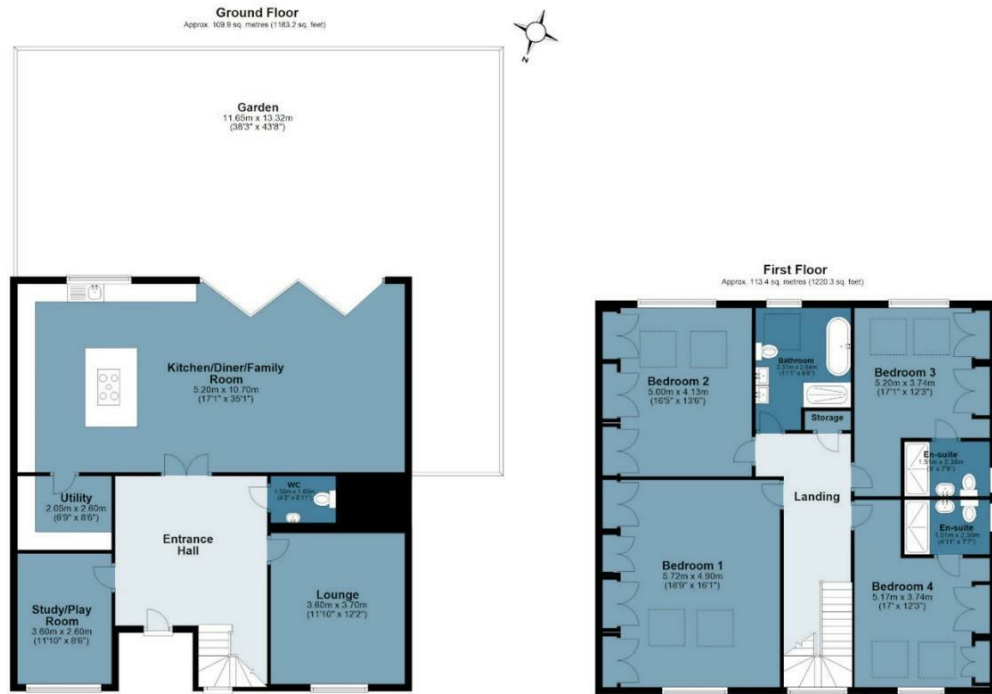 Ground Floor
Approx. 109.9 sq. metres (1183.2 sq. feet)
N
Garden
11.65m x 13.32m
(38'3" x 43'8")
Kitchen/Diner/Family
Room
5.20m x 10.70m
(17'1" x 35'1")
Utility
2.05m x 2.60m
(6'9" x 8'6")
WC
Entrance
Hall
Study/Play
Room
3.60m x 2.60m
(11'10" x 8'6")
Lounge
3.60m x 3.70m
(11'10" x 12'2")
First Floor
Approx. 113.4 sq. metres (1220.3 sq. feet)
Bedroom 2
5.00m x 4.13m
(16'5" x 13'6")
Bathroom
Storage
Bedroom 3
5.20m x 3.74m
(17'1" x 12'3")
En-suite
Landing
En-suite
Bedroom 1
5.72m x 4.90m
(18'9" x 16'1")
Bedroom 4
5.17m x 3.74m
(17' x 12'3")